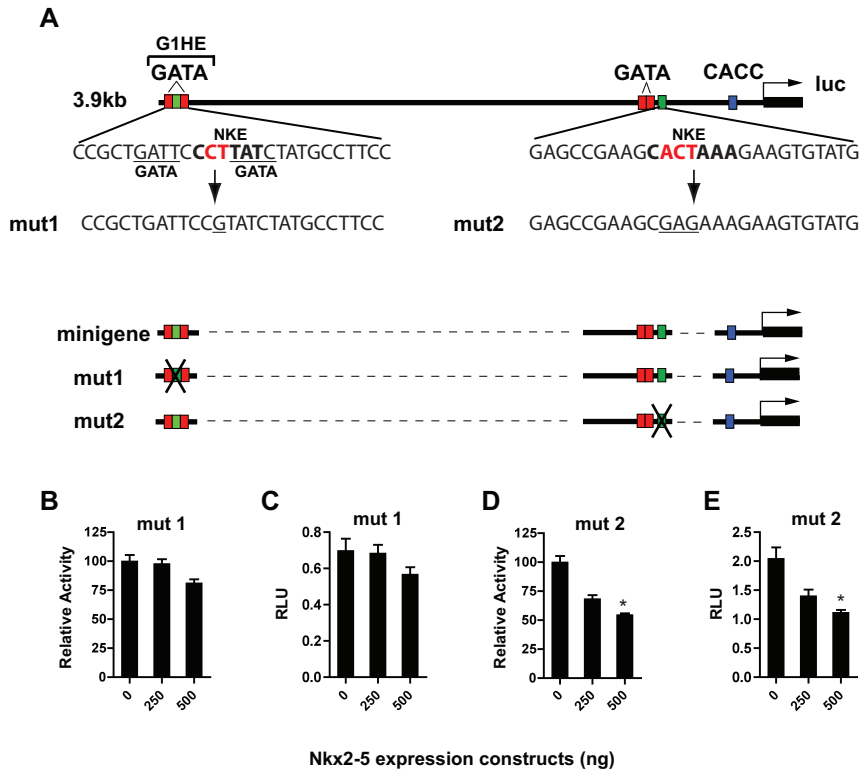 A
G1HE
GATA
GATA
CACC
luc
3.9kb
NKE
NKE
CCGCTGATTCCCTTATCTATGCCTTCC
GAGCCGAAGCACTAAAGAAGTGTATG
GATA
GATA
mut1
CCGCTGATTCCGTATCTATGCCTTCC
mut2
GAGCCGAAGCGAGAAAGAAGTGTATG
minigene
mut1
mut2
B
mut 1
Relative Activity
125
100
75
50
25
0
0
250
500
C
mut 1
RLU
0.8
0.6
0.4
0.2
0.0
0
250
500
D
mut 2
Relative Activity
125
100
75
50
25
0
*
0
250
500
E
mut 2
RLU
2.5
2.0
1.5
1.0
0.5
0.0
*
0
250
500
Nkx2-5 expression constructs (ng)